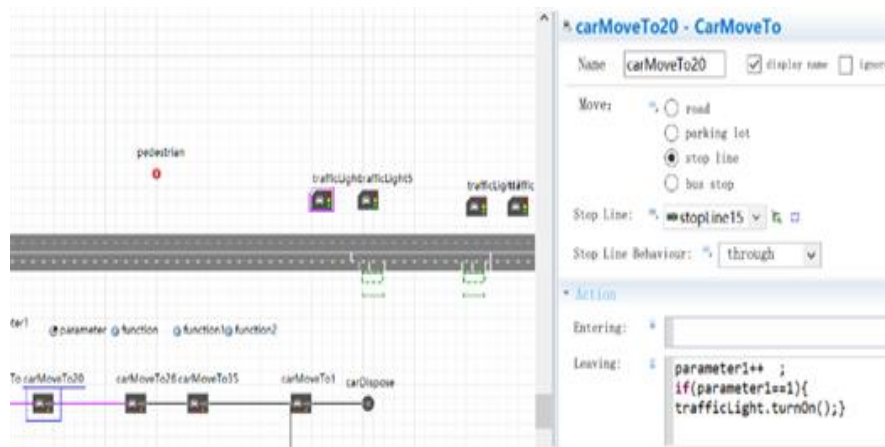 carMoveTo20 - CarMoveTo
Name carMoveTo20 display name
Move:
road
parking lot
stop line
bus stop
Stop Line: stopLine15
Stop Line Behaviour: through
Action
Entering:
Leaving: parameter1++ ;
if(parameter1==1){
trafficLight.turnOn();}
pedestrian
trafficLight trafficLight5
parameter function function1 function2
carMoveTo20 carMoveTo26 carMoveTo35 carMoveTo1 carDispose